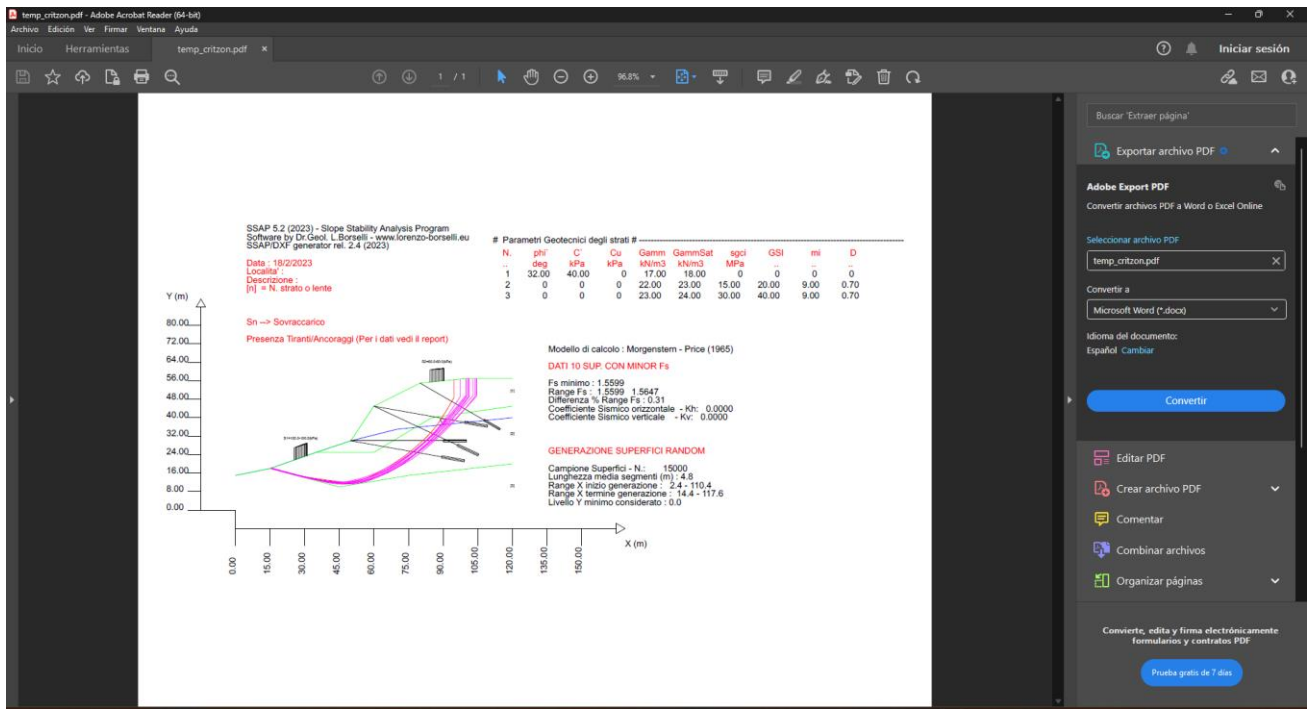 temp_critzon.pdf - Adobe Acrobat Reader (64-bit)
Archivo Edición Ver Firmar Ventana Ayuda
Inicio Herramientas temp_critzon.pdf × Iniciar sesión
1 / 1 96.8%
SSAP 5.2 (2023) - Slope Stability Analysis Program
Software by Dr.Geol. L.Borselli - www.lorenzo-borselli.eu
SSAP/DXF generator rel. 2.4 (2023)
Data : 18/2/2023
Localita' :
Descrizione :
[n] = N. strato o lente
# Parametri Geotecnici degli strati #
N. phi` C` Cu Gamm GammSat sgci GSI mi D
.. deg kPa kPa kN/m3 kN/m3 MPa .. .. ..
1 32.00 40.00 0 17.00 18.00 0 0 0 0
2 0 0 0 22.00 23.00 15.00 20.00 9.00 0.70
3 0 0 0 23.00 24.00 30.00 40.00 9.00 0.70
Y (m)
80.00
72.00
64.00
56.00
48.00
40.00
32.00
24.00
16.00
8.00
0.00
Sn --> Sovraccarico
Presenza Tiranti/Ancoraggi (Per i dati vedi il report)
Modello di calcolo : Morgenstern - Price (1965)
DATI 10 SUP. CON MINOR Fs
Fs minimo : 1.5599
Range Fs : 1.5599 1.5647
Differenza % Range Fs : 0.31
Coefficiente Sismico orizzontale - Kh: 0.0000
Coefficiente Sismico verticale - Kv: 0.0000
GENERAZIONE SUPERFICI RANDOM
Campione Superfici - N.: 15000
Lunghezza media segmenti (m) : 4.8
Range X inizio generazione : 2.4 - 110.4
Range X termine generazione : 14.4 - 117.6
Livello Y minimo considerato : 0.0
X (m)
0.00 15.00 30.00 45.00 60.00 75.00 90.00 105.00 120.00 135.00 150.00
Buscar 'Extraer página'
Exportar archivo PDF
Adobe Export PDF
Convertir archivos PDF a Word o Excel Online
Seleccionar archivo PDF
temp_critzon.pdf ×
Convertir a
Microsoft Word (*.docx)
Idioma del documento:
Español Cambiar
Convertir
Editar PDF
Crear archivo PDF
Comentar
Combinar archivos
Organizar páginas
Convierte, edita y firma electrónicamente
formularios y contratos PDF
Prueba gratis de 7 días